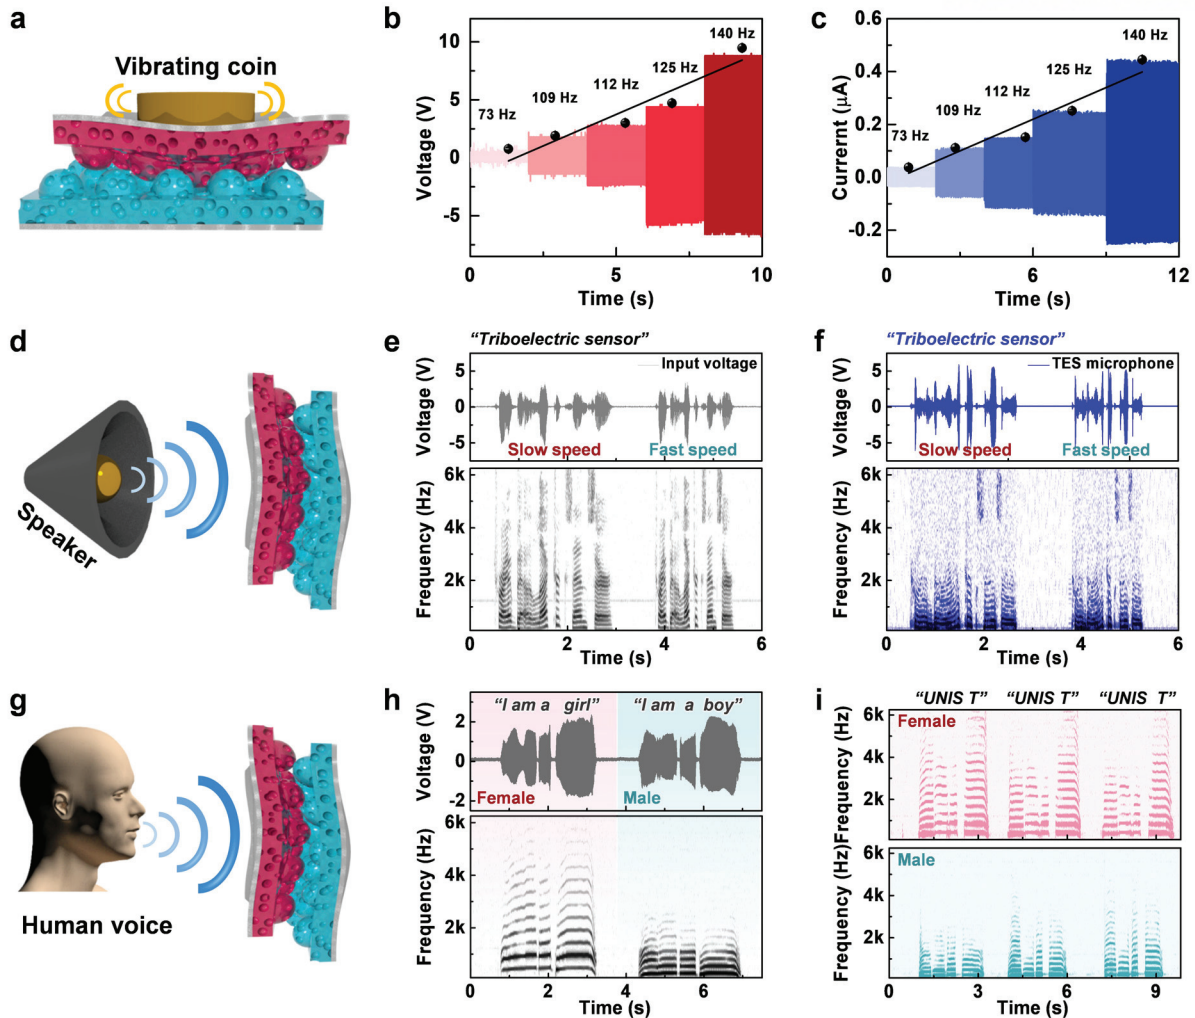 a
Vibrating coin
b
Voltage (V)
10
5
0
-5
73 Hz
109 Hz
112 Hz
125 Hz
140 Hz
0
5
10
Time (s)
c
Currernt (μA)
0.4
0.2
0.0
-0.2
73 Hz
109 Hz
112 Hz
125 Hz
140 Hz
0
6
12
Time (s)
d
Speaker
e
“Triboelectric sensor”
Voltage (V)
5
0
-5
Input voltage
Slow speed
Fast speed
Frequency (Hz)
6k
4k
2k
0
2
4
6
Time (s)
f
“Triboelectric sensor”
Voltage (V)
5
0
-5
TES microphone
Slow speed
Fast speed
Frequency (Hz)
6k
4k
2k
0
2
4
6
Time (s)
g
Human voice
h
“I am a girl”
“I am a boy”
Voltage (V)
2
0
-2
Female
Male
Frequency (Hz)
6k
4k
2k
0
2
4
6
Time (s)
i
“UNIS T”
“UNIS T”
“UNIS T”
Frequency (Hz)
6k
4k
2k
Female
Frequency (Hz)
6k
4k
2k
Male
0
3
6
9
Time (s)